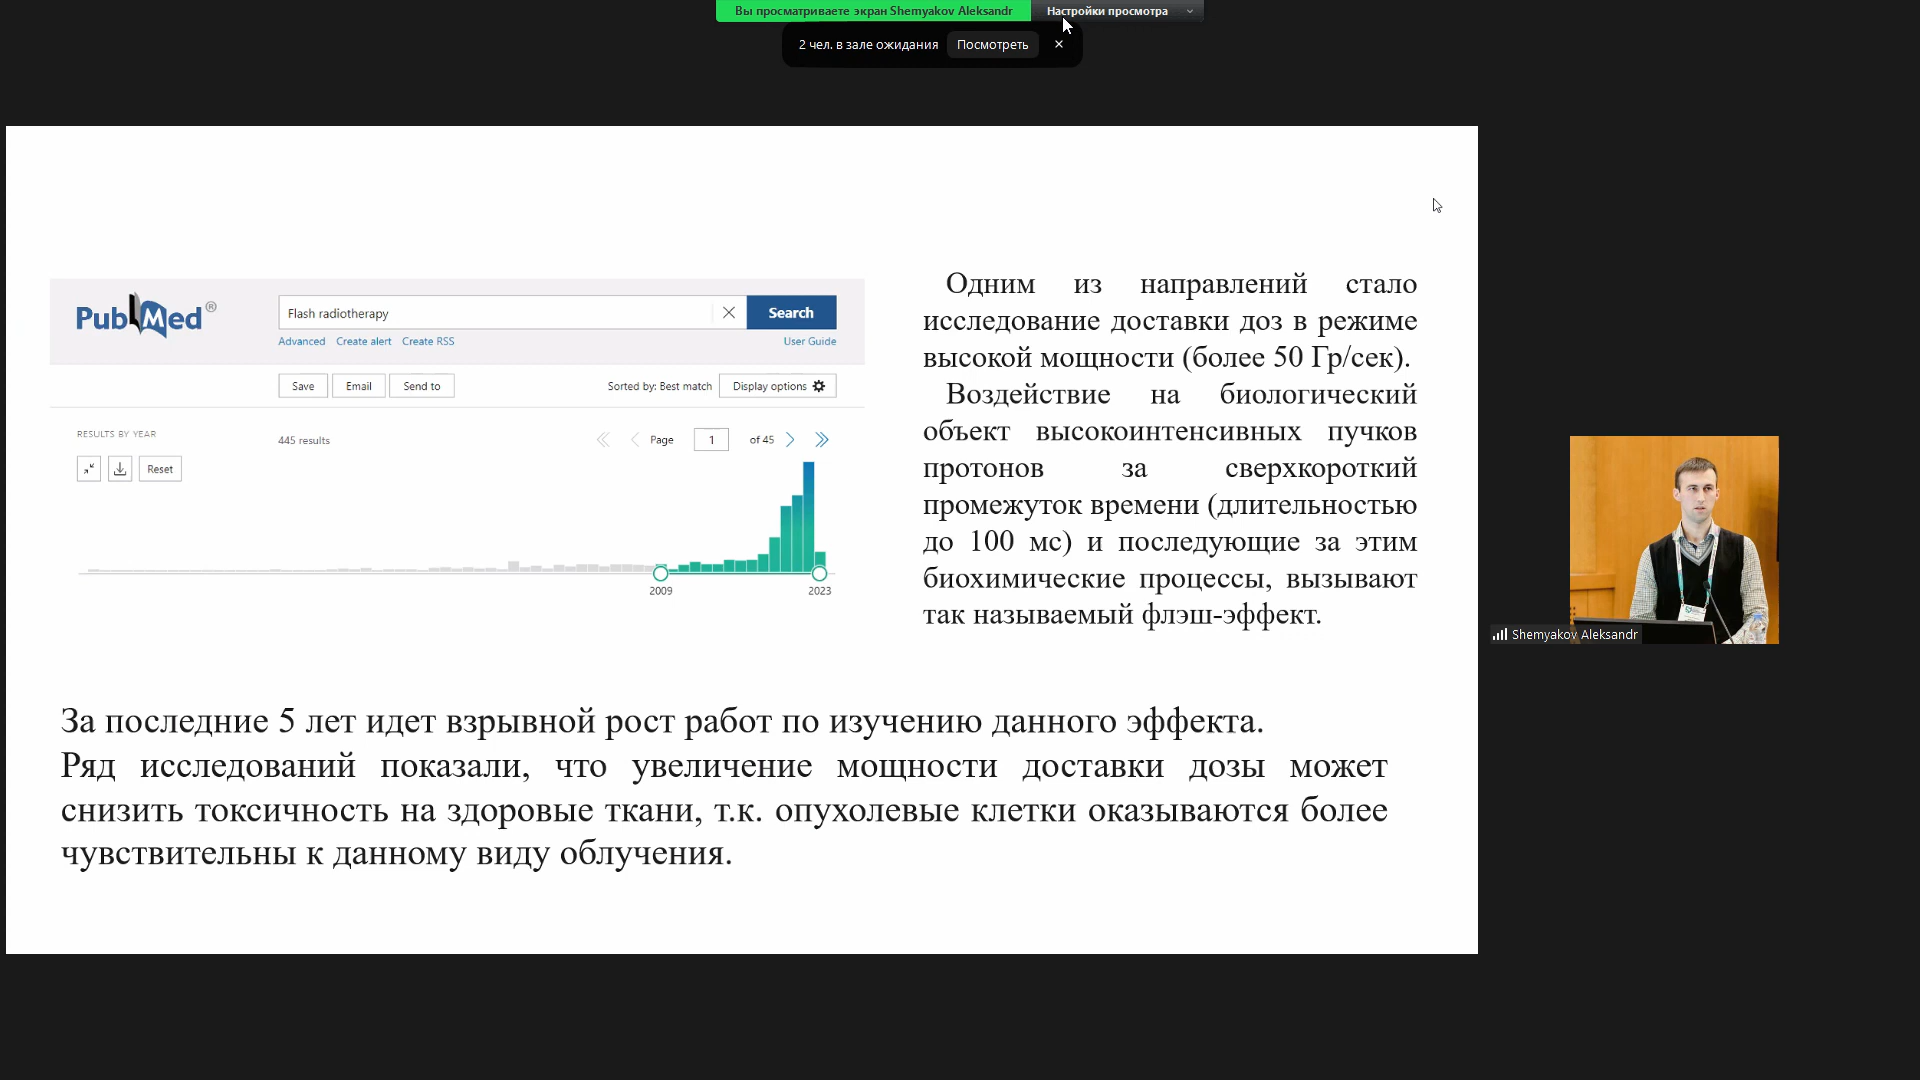 Вы просматриваете экран Shemyakov Aleksandr
Настройки просмотра
2 чел. в зале ожидания
Посмотреть
PubMed®
Flash radiotherapy
Search
Advanced
Create alert
Create RSS
User Guide
Save
Email
Send to
Sorted by: Best match
Display options
RESULTS BY YEAR
445 results
Page
1
of 45
Reset
2009
2023
Одним из направлений стало
исследование доставки доз в режиме
высокой мощности (более 50 Гр/сек).
Воздействие на биологический
объект высокоинтенсивных пучков
протонов за сверхкороткий
промежуток времени (длительностью
до 100 мс) и последующие за этим
биохимические процессы, вызывают
так называемый флэш-эффект.
За последние 5 лет идет взрывной рост работ по изучению данного эффекта.
Ряд исследований показали, что увеличение мощности доставки дозы может
снизить токсичность на здоровые ткани, т.к. опухолевые клетки оказываются более
чувствительны к данному виду облучения.
Shemyakov Aleksandr